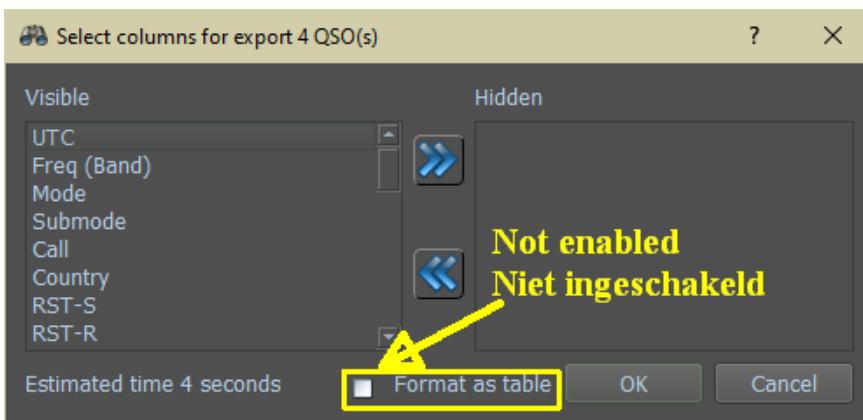 Select columns for export 4 QSO(s)
?
Visible
Hidden
UTC
Freq (Band)
Mode
Submode
Call
Country
RST-S
RST-R
Not enabled
Niet ingeschakeld
Estimated time 4 seconds
Format as table
OK
Cancel